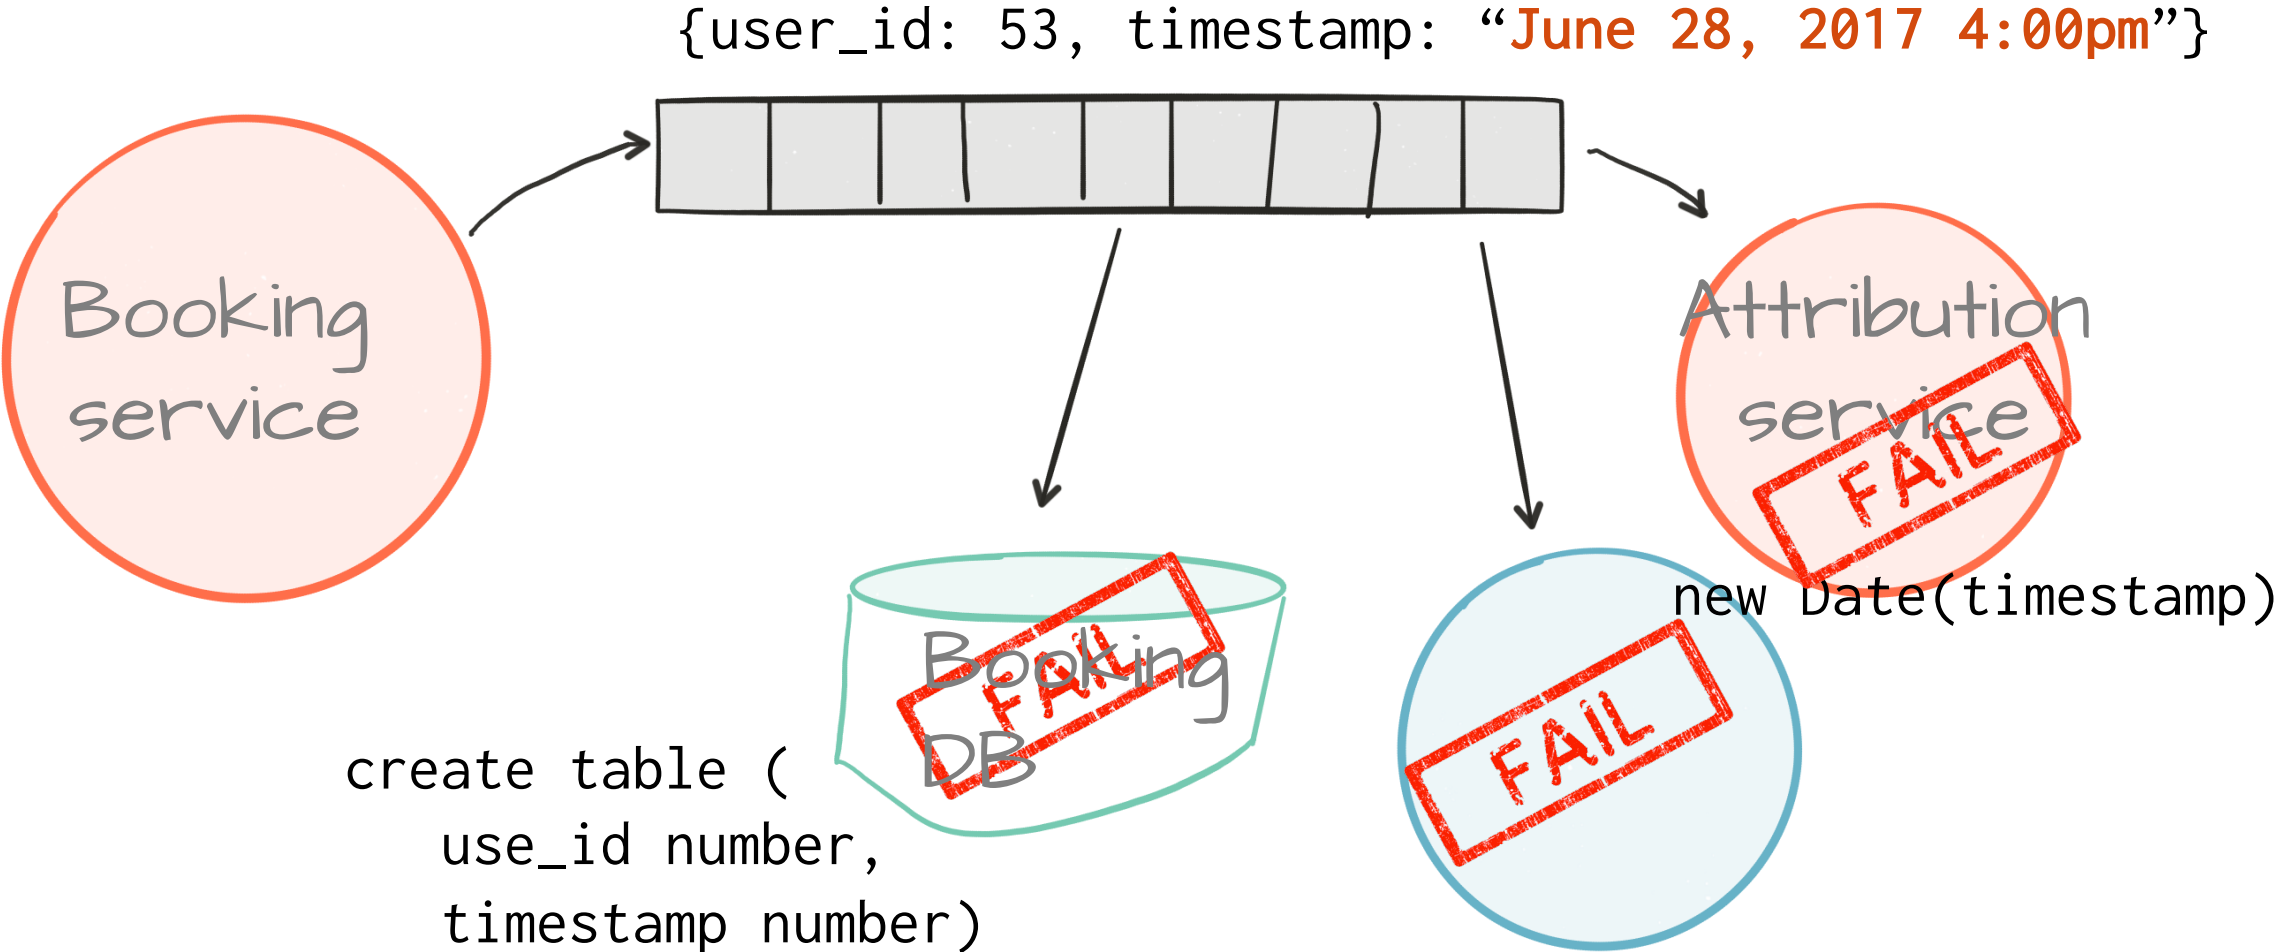 {user_id: 53, timestamp: “June 28, 2017 4:00pm”}
Booking
service
Attribution
service
FAIL
new Date(timestamp)
Booking
DB
FAIL
FAIL
create table (
use_id number,
timestamp number)